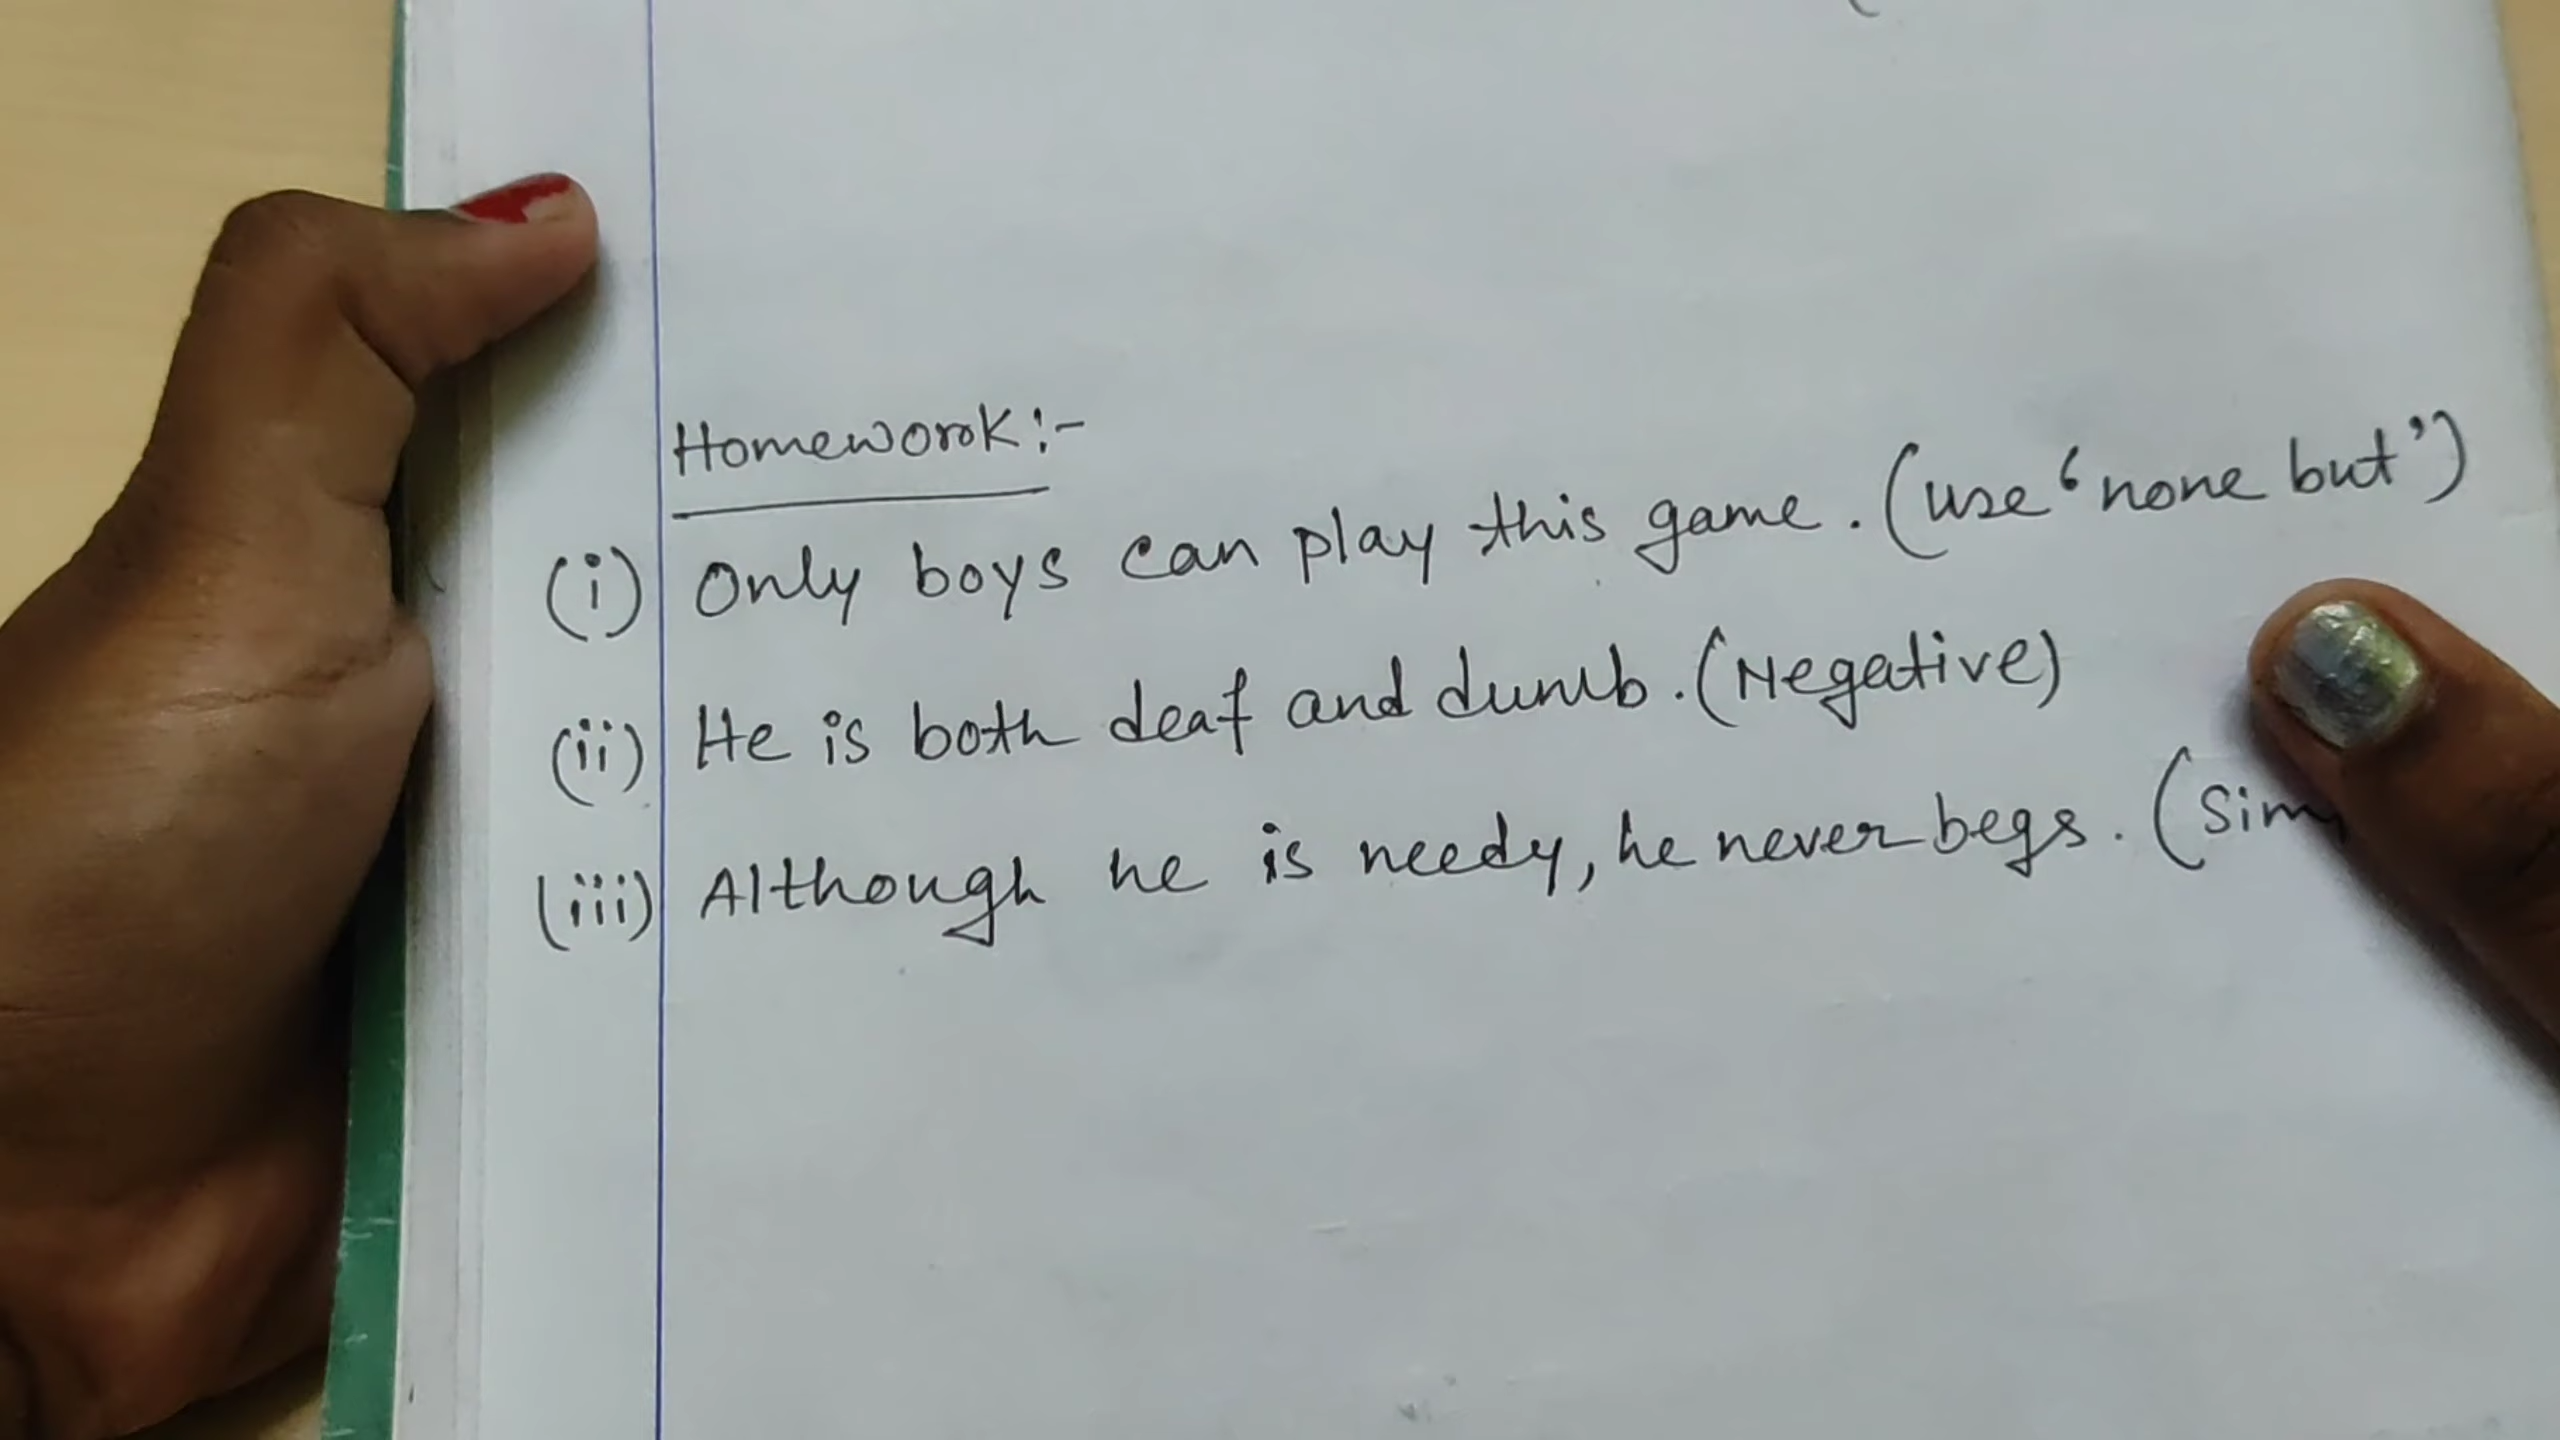 Homework:-
(i) Only boys can play this game. (use 'none but')
(ii) He is both deaf and dumb. (Negative)
(iii) Although he is needy, he never begs. (Sim